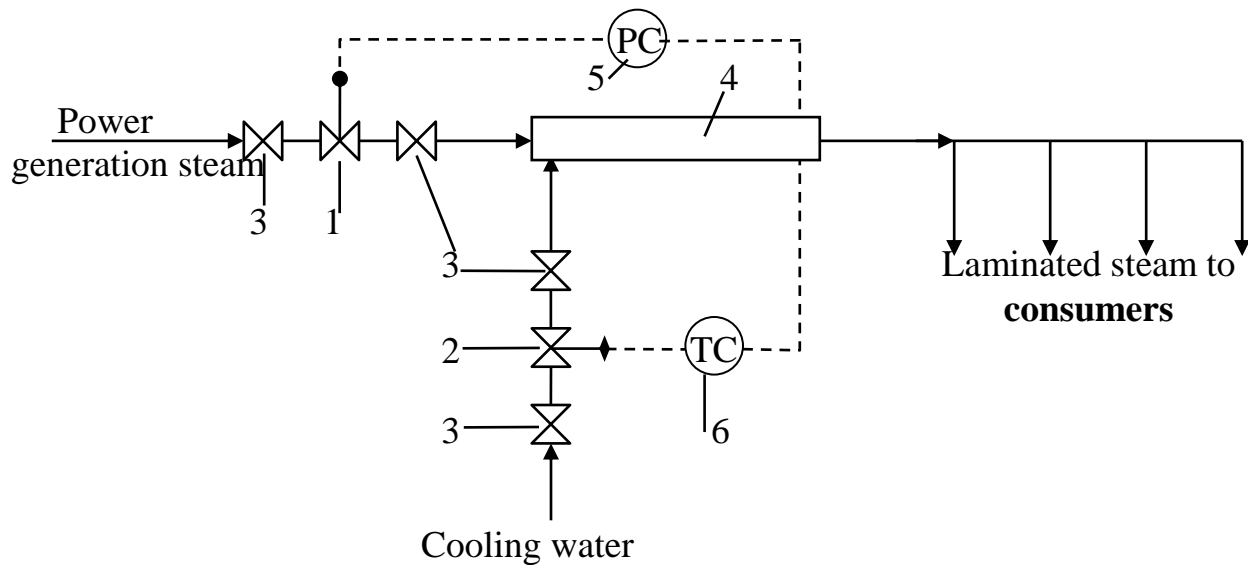 PC
5
4
Power
generation steam
3
1
3
Laminated steam to
consumers
2
TC
3
6
Cooling water